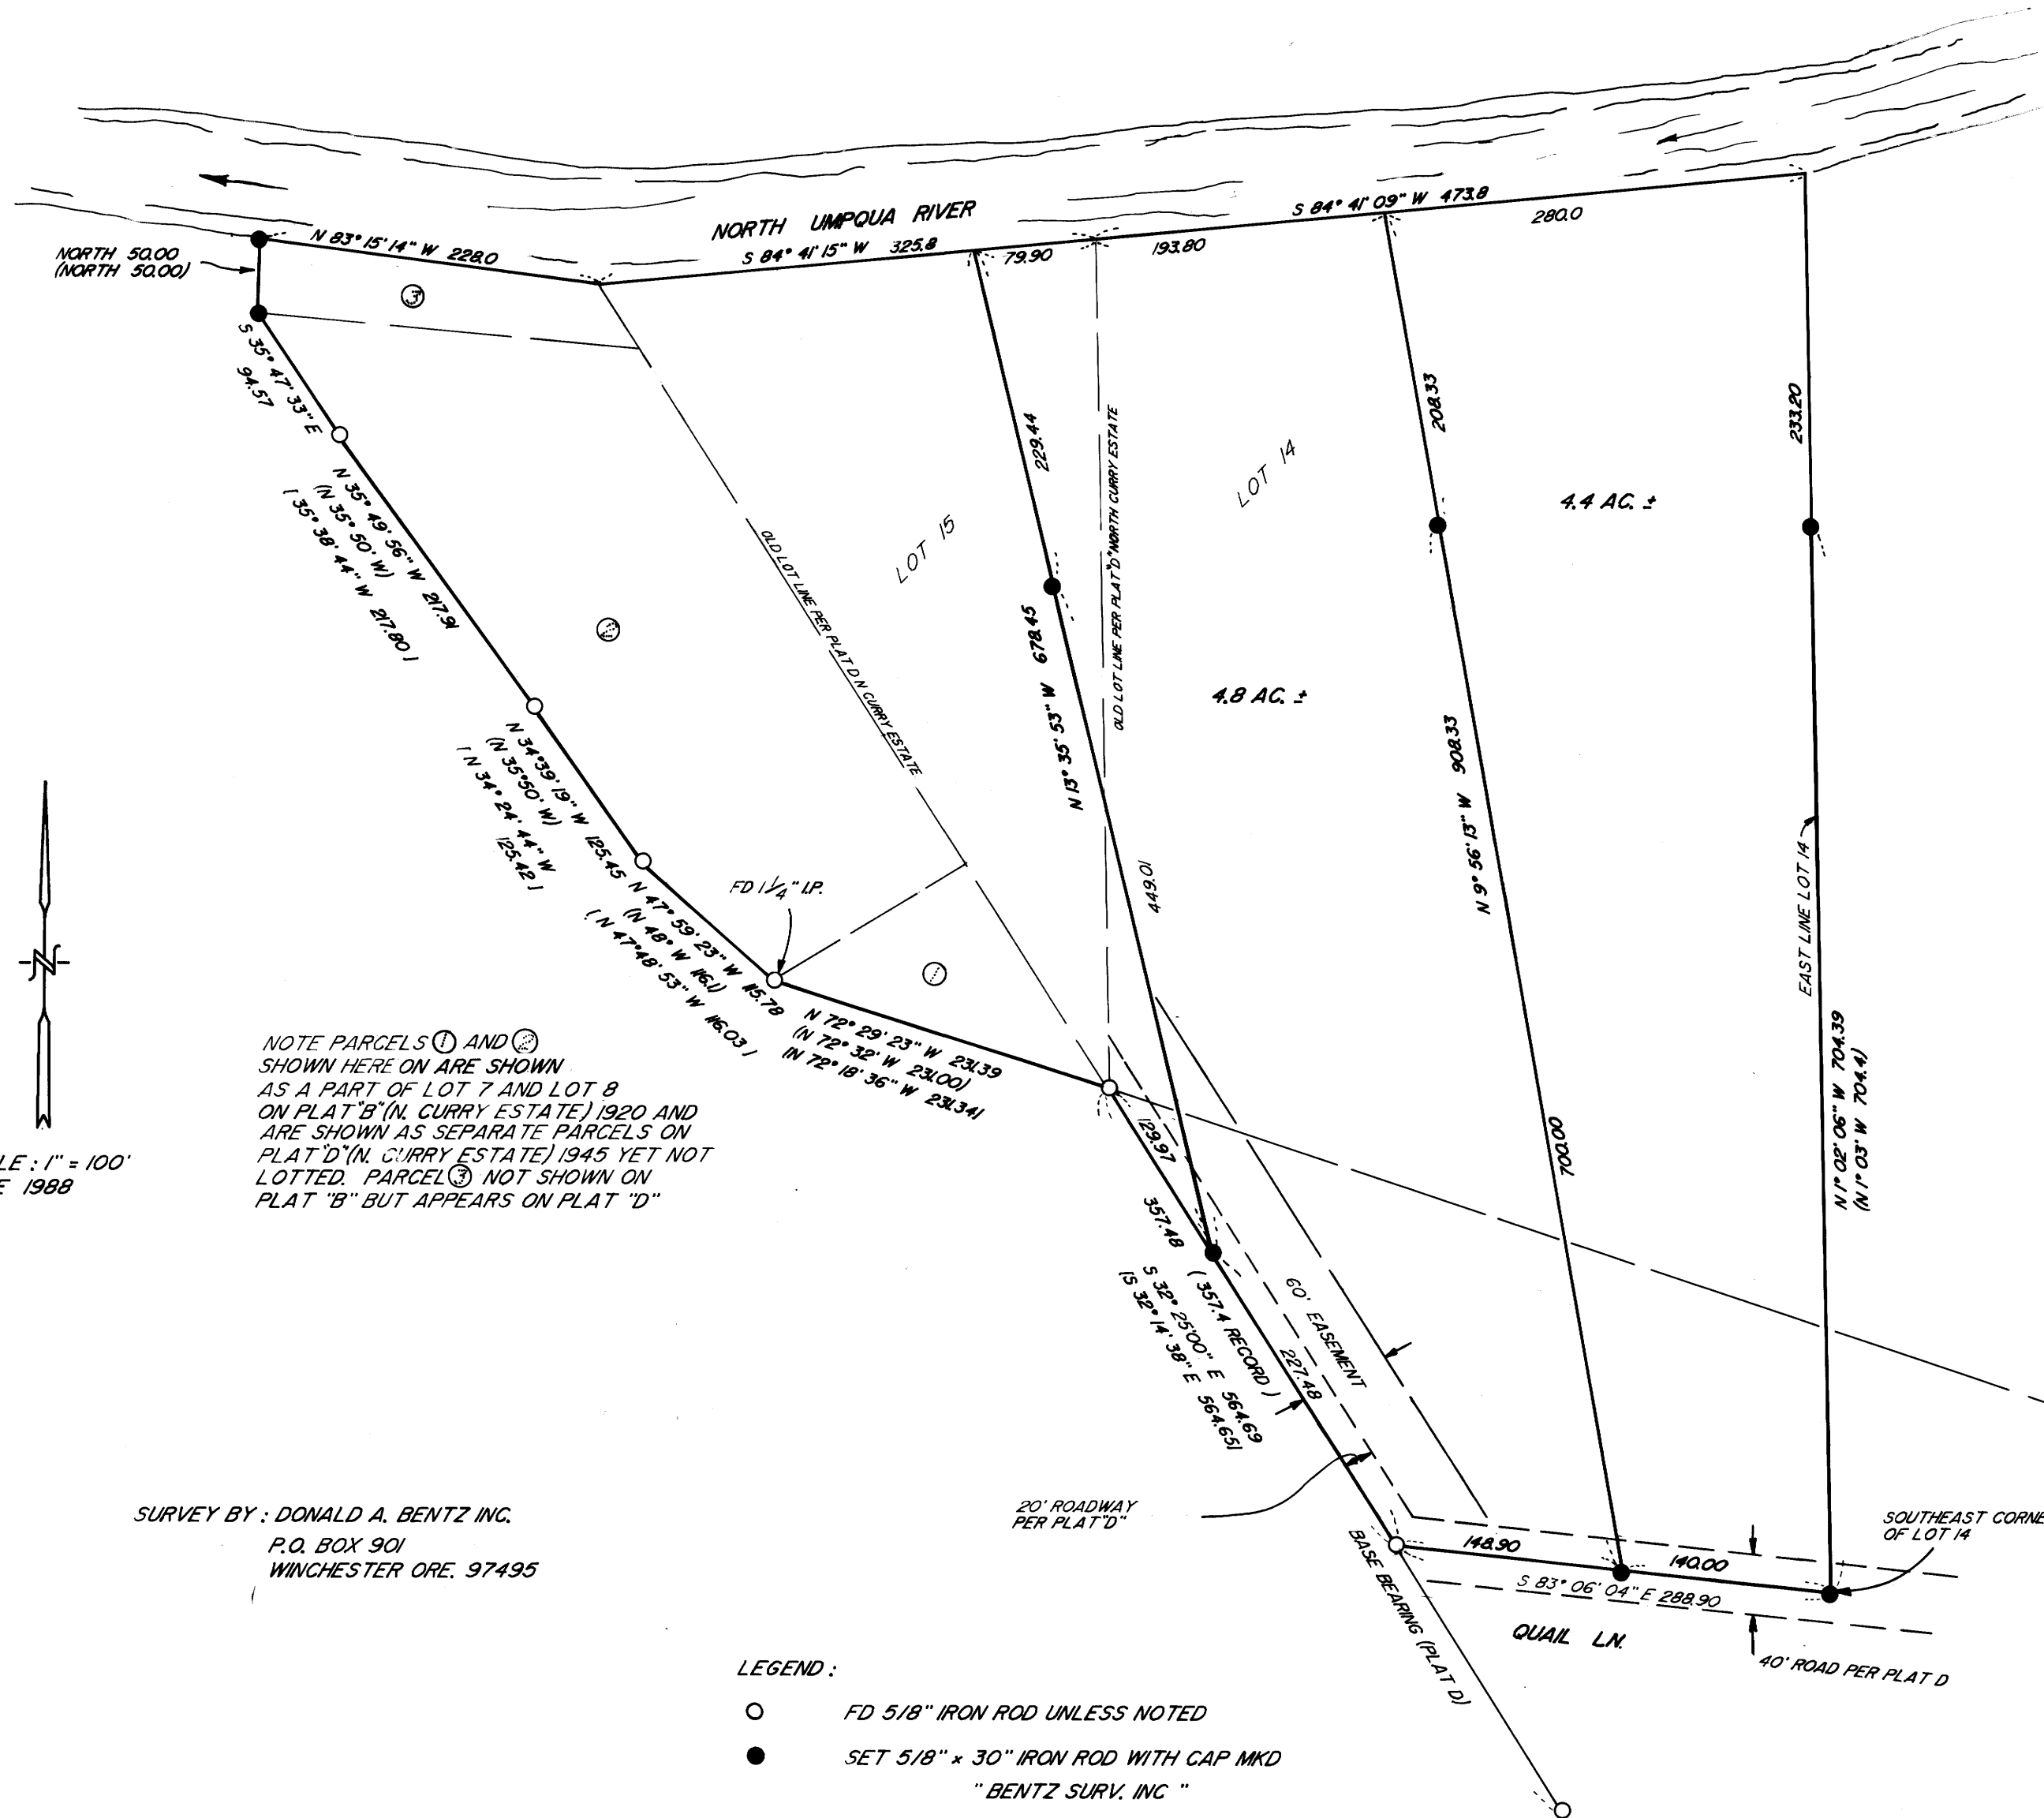 NORTH UMPQUA RIVER
S 84° 41' 09" W 473.8
280.0
193.80
79.90
S 84° 41' 15" W 325.8
N 83° 15' 14" W 228.0
NORTH 50.00
(NORTH 50.00)
3
S 35° 47' 33" E
94.57
N 35° 49' 56" W 217.91
(N 35° 50' W)
( 35° 38' 44" W 217.80 )
N 34° 39' 19" W 125.45
(N 35° 50' W)
( N 34° 24' 44" W
125.42 )
N 47° 59' 23" W 115.78
(N 48° W 116.1)
( N 47° 48' 53" W 116.03 )
FD 1 1/4" I.P.
N 72° 29' 23" W 231.39
(N 72° 32' W 231.00)
(N 72° 18' 36" W 231.34)
1
2
OLD LOT LINE PER PLAT D N CURRY ESTATE
LOT 15
229.44
N 13° 35' 53" W 678.45
449.01
OLD LOT LINE PER PLAT "D" NORTH CURRY ESTATE
LOT 14
4.8 AC. ±
208.33
N 9° 56' 13" W 908.33
700.00
4.4 AC. ±
233.20
EAST LINE LOT 14
N 1° 02' 06" W 704.39
(N 1° 03' W 704.4)
129.97
357.48
( 357.4 RECORD )
S 32° 25' 00" E 564.69
(S 32° 14' 38" E 564.65)
227.48
60' EASEMENT
20' ROADWAY
PER PLAT "D"
BASE BEARING (PLAT D)
148.90
140.00
S 83° 06' 04" E 288.90
QUAIL LN.
40' ROAD PER PLAT D
SOUTHEAST CORNE
OF LOT 14
N
LE : 1" = 100'
E 1988
NOTE PARCELS 1 AND 2
SHOWN HERE ON ARE SHOWN
AS A PART OF LOT 7 AND LOT 8
ON PLAT "B" (N. CURRY ESTATE) 1920 AND
ARE SHOWN AS SEPARATE PARCELS ON
PLAT "D" (N. CURRY ESTATE) 1945 YET NOT
LOTTED. PARCEL 3 NOT SHOWN ON
PLAT "B" BUT APPEARS ON PLAT "D"
SURVEY BY : DONALD A. BENTZ INC.
P.O. BOX 901
WINCHESTER ORE. 97495
LEGEND :
FD 5/8" IRON ROD UNLESS NOTED
SET 5/8" x 30" IRON ROD WITH CAP MKD
" BENTZ SURV. INC "